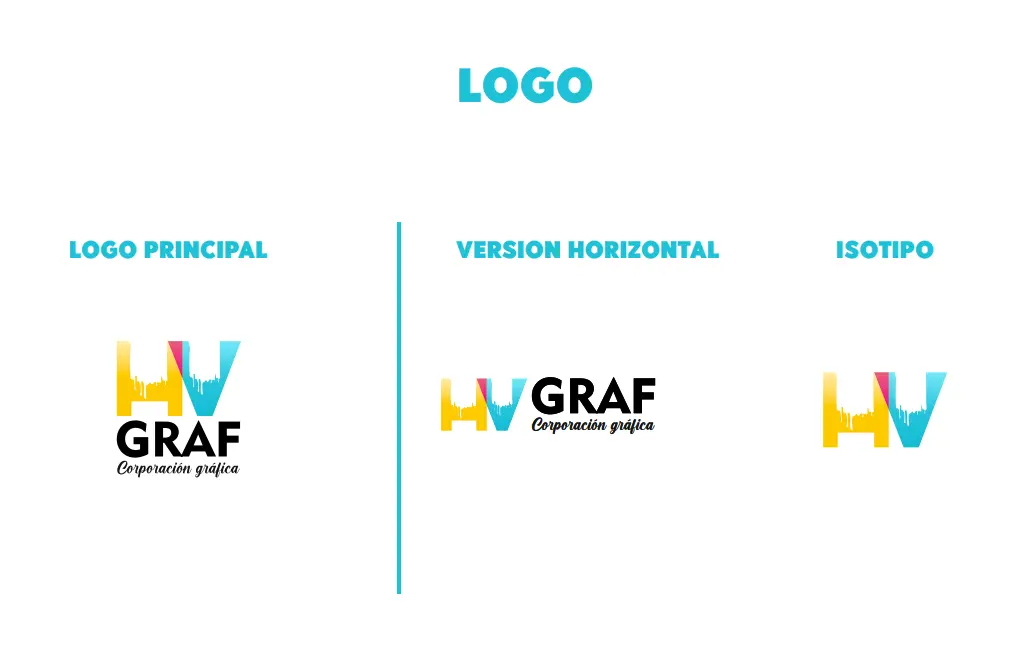 LOGO
LOGO PRINCIPAL
HV
GRAF
Corporación gráfica
VERSION HORIZONTAL
HV GRAF
Corporación gráfica
ISOTIPO
HV